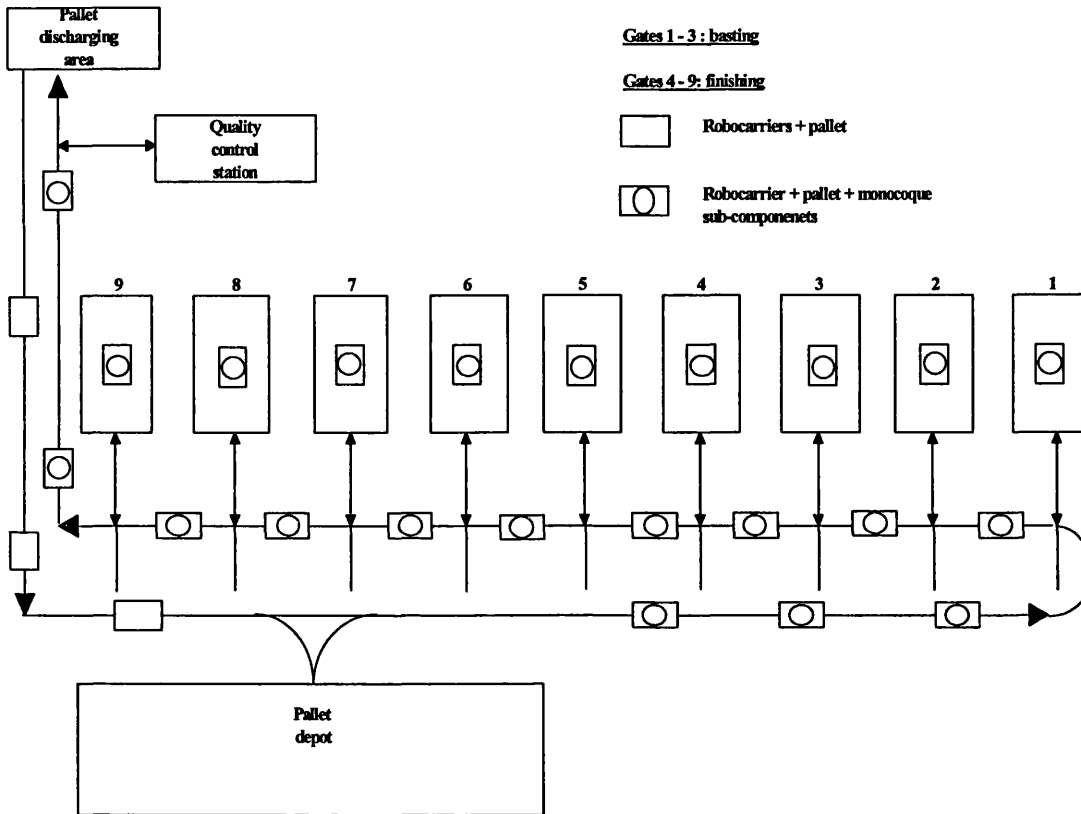 Pallet
discharging
area
Gates 1 - 3 : basting
Gates 4 - 9: finishing
Quality
control
station
Robocarriers + pallet
Robocarrier + pallet + monocoque
sub-componenets
9 8 7 6 5 4 3 2 1
Pallet
depot